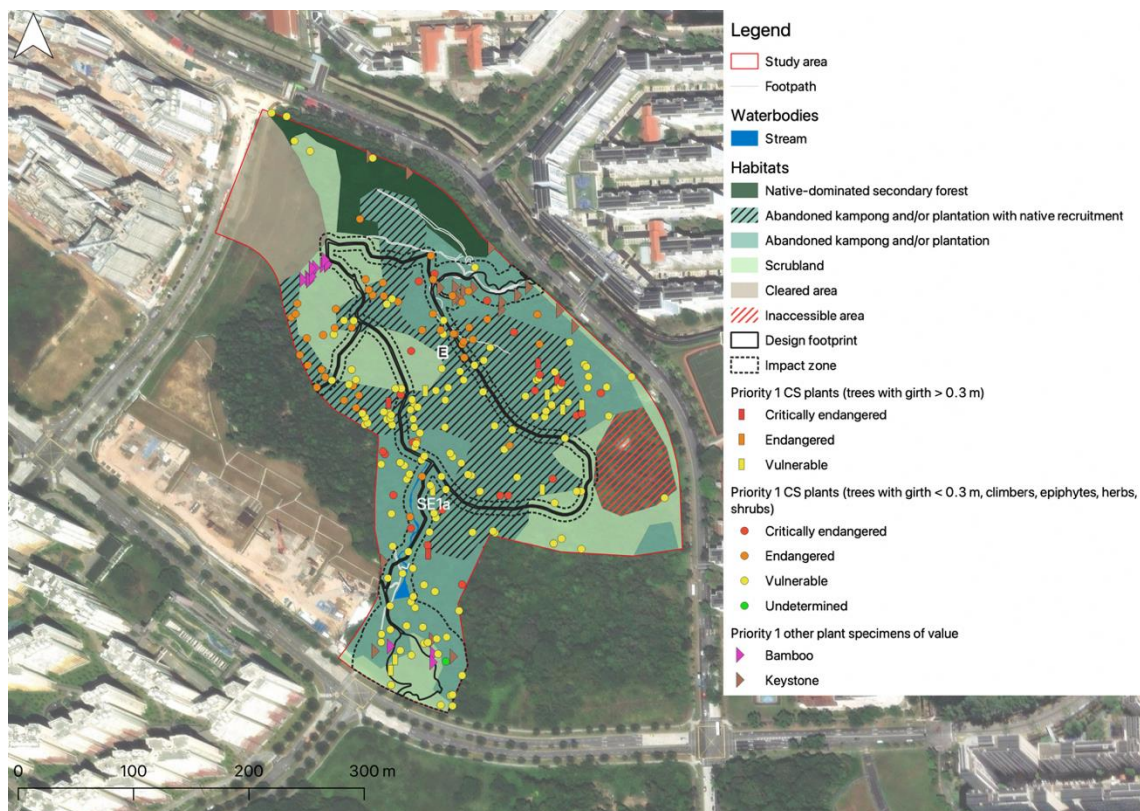 Legend
Study area
Footpath
Waterbodies
Stream
Habitats
Native-dominated secondary forest
Abandoned kampong and/or plantation with native recruitment
Abandoned kampong and/or plantation
Scrubland
Cleared area
Inaccessible area
Design footprint
Impact zone
Priority 1 CS plants (trees with girth > 0.3 m)
Critically endangered
Endangered
Vulnerable
Priority 1 CS plants (trees with girth < 0.3 m, climbers, epiphytes, herbs,
shrubs)
Critically endangered
Endangered
Vulnerable
Undetermined
Priority 1 other plant specimens of value
Bamboo
Keystone
E
SE1a
0 100 200 300 m